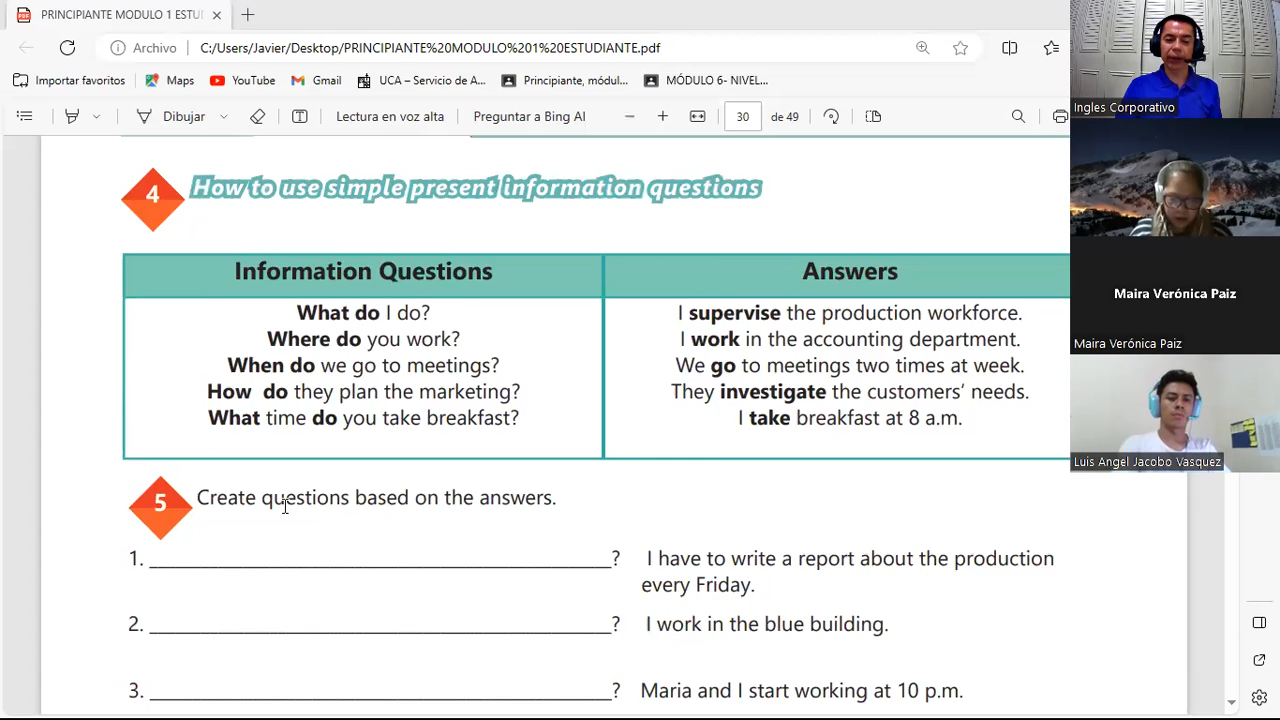 PRINCIPIANTE MODULO 1 ESTU
Archivo
C:/Users/Javier/Desktop/PRINCIPIANTE%20MODULO%201%20ESTUDIANTE.pdf
Importar favoritos
Maps
YouTube
Gmail
UCA – Servicio de A...
Principiante, módul...
MÓDULO 6- NIVEL...
Dibujar
Lectura en voz alta
Preguntar a Bing AI
30
de 49
4
How to use simple present information questions
Information Questions
Answers
What do I do?
I supervise the production workforce.
Where do you work?
I work in the accounting department.
When do we go to meetings?
We go to meetings two times at week.
How do they plan the marketing?
They investigate the customers' needs.
What time do you take breakfast?
I take breakfast at 8 a.m.
5
Create questions based on the answers.
1. ______________________________________________?
I have to write a report about the production
every Friday.
2. ______________________________________________?
I work in the blue building.
3. ______________________________________________?
Maria and I start working at 10 p.m.
Ingles Corporativo
Maira Verónica Paiz
Maira Verónica Paiz
Luis Angel Jacobo Vasquez